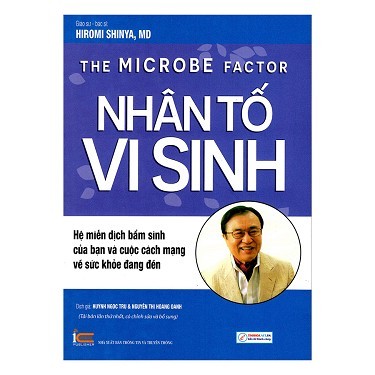 Giáo sư - bác sĩ
HIROMI SHINYA, MD
THE MICROBE FACTOR
NHÂN TỐ
VI SINH
Hệ miễn dịch bẩm sinh
của bạn và cuộc cách mạng
về sức khỏe đang đến
Dịch giả: HUỲNH NGỌC TRỤ & NGUYỄN THỊ HOÀNG OANH
(Tái bản lần thứ nhất, có chỉnh sửa và bổ sung)
PUBLISHER
NHÀ XUẤT BẢN THÔNG TIN VÀ TRUYỀN THÔNG